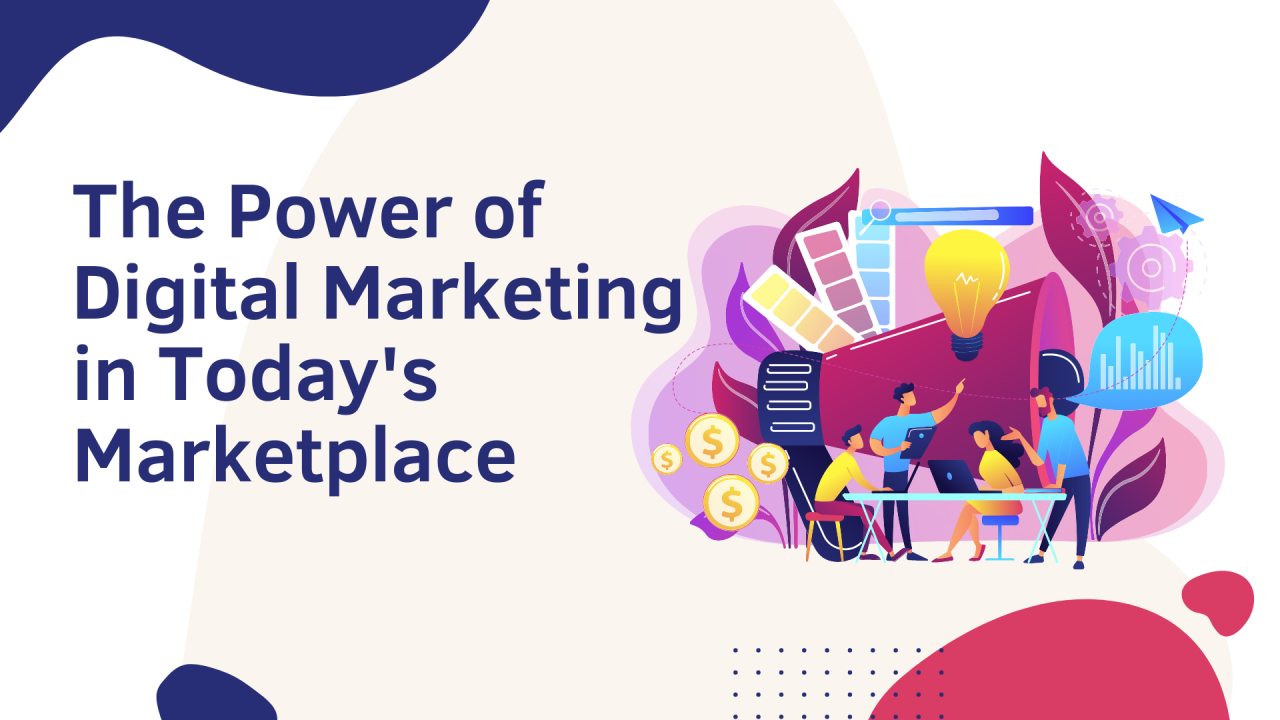 The Power of
Digital Marketing
in Today's
Marketplace
$
$
$
$